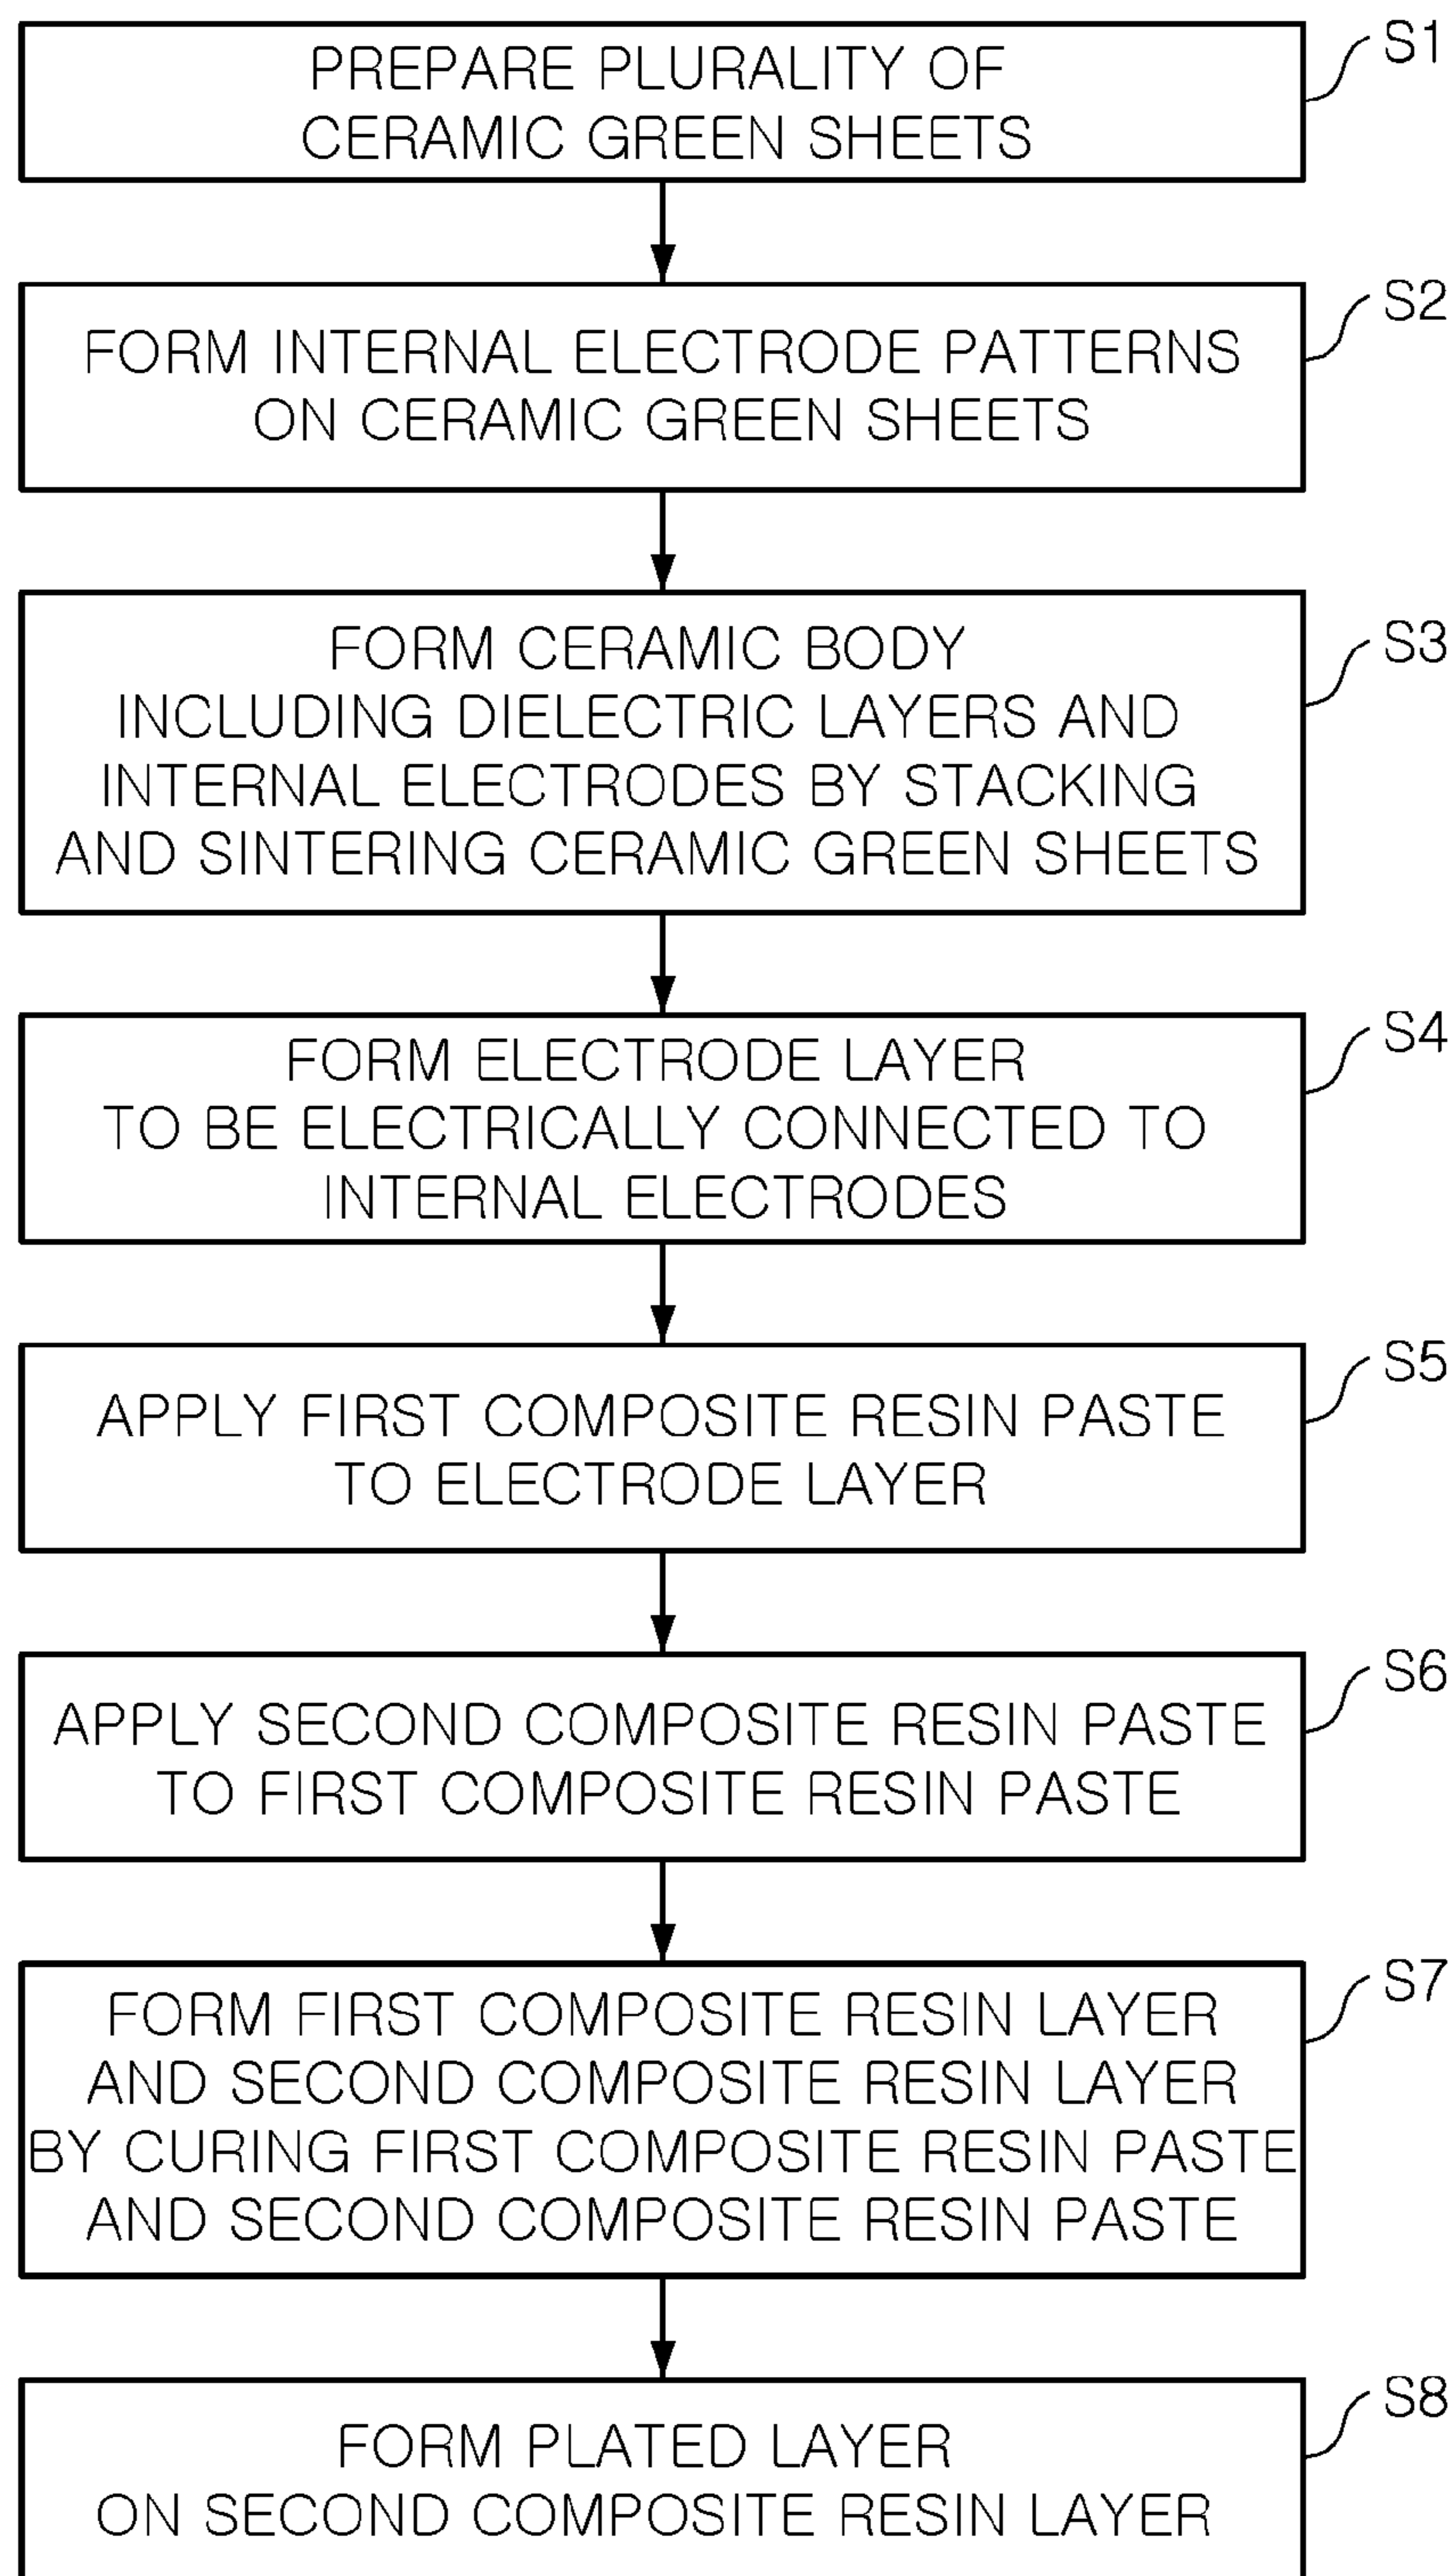 S1
PREPARE PLURALITY OF
CERAMIC GREEN SHEETS
S2
FORM INTERNAL ELECTRODE PATTERNS
ON CERAMIC GREEN SHEETS
S3
FORM CERAMIC BODY
INCLUDING DIELECTRIC LAYERS AND
INTERNAL ELECTRODES BY STACKING
AND SINTERING CERAMIC GREEN SHEETS
S4
FORM ELECTRODE LAYER
TO BE ELECTRICALLY CONNECTED TO
INTERNAL ELECTRODES
S5
APPLY FIRST COMPOSITE RESIN PASTE
TO ELECTRODE LAYER
S6
APPLY SECOND COMPOSITE RESIN PASTE
TO FIRST COMPOSITE RESIN PASTE
S7
FORM FIRST COMPOSITE RESIN LAYER
AND SECOND COMPOSITE RESIN LAYER
BY CURING FIRST COMPOSITE RESIN PASTE
AND SECOND COMPOSITE RESIN PASTE
S8
FORM PLATED LAYER
ON SECOND COMPOSITE RESIN LAYER